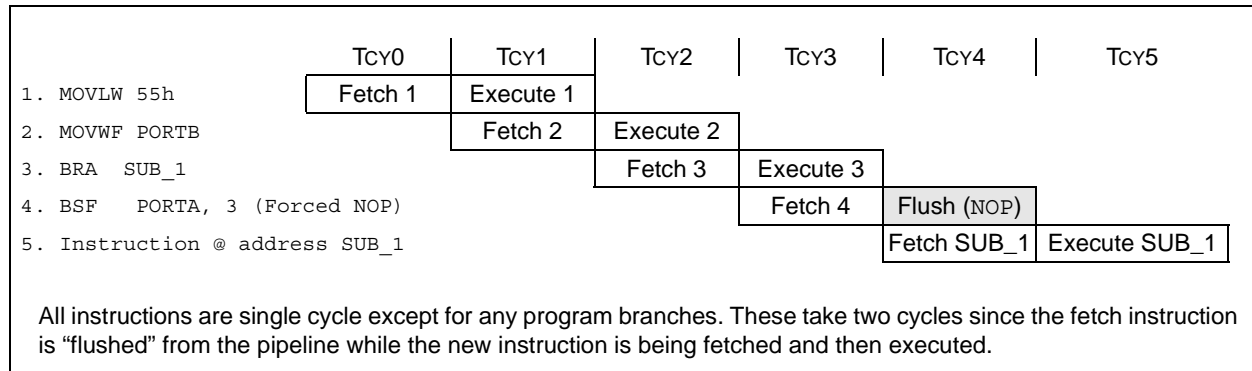 TCY0 TCY1 TCY2 TCY3 TCY4 TCY5
1. MOVLW 55h Fetch 1 Execute 1
2. MOVWF PORTB Fetch 2 Execute 2
3. BRA SUB_1 Fetch 3 Execute 3
4. BSF PORTA, 3 (Forced NOP) Fetch 4 Flush (NOP)
5. Instruction @ address SUB_1 Fetch SUB_1 Execute SUB_1
All instructions are single cycle except for any program branches. These take two cycles since the fetch instruction
is “flushed” from the pipeline while the new instruction is being fetched and then executed.